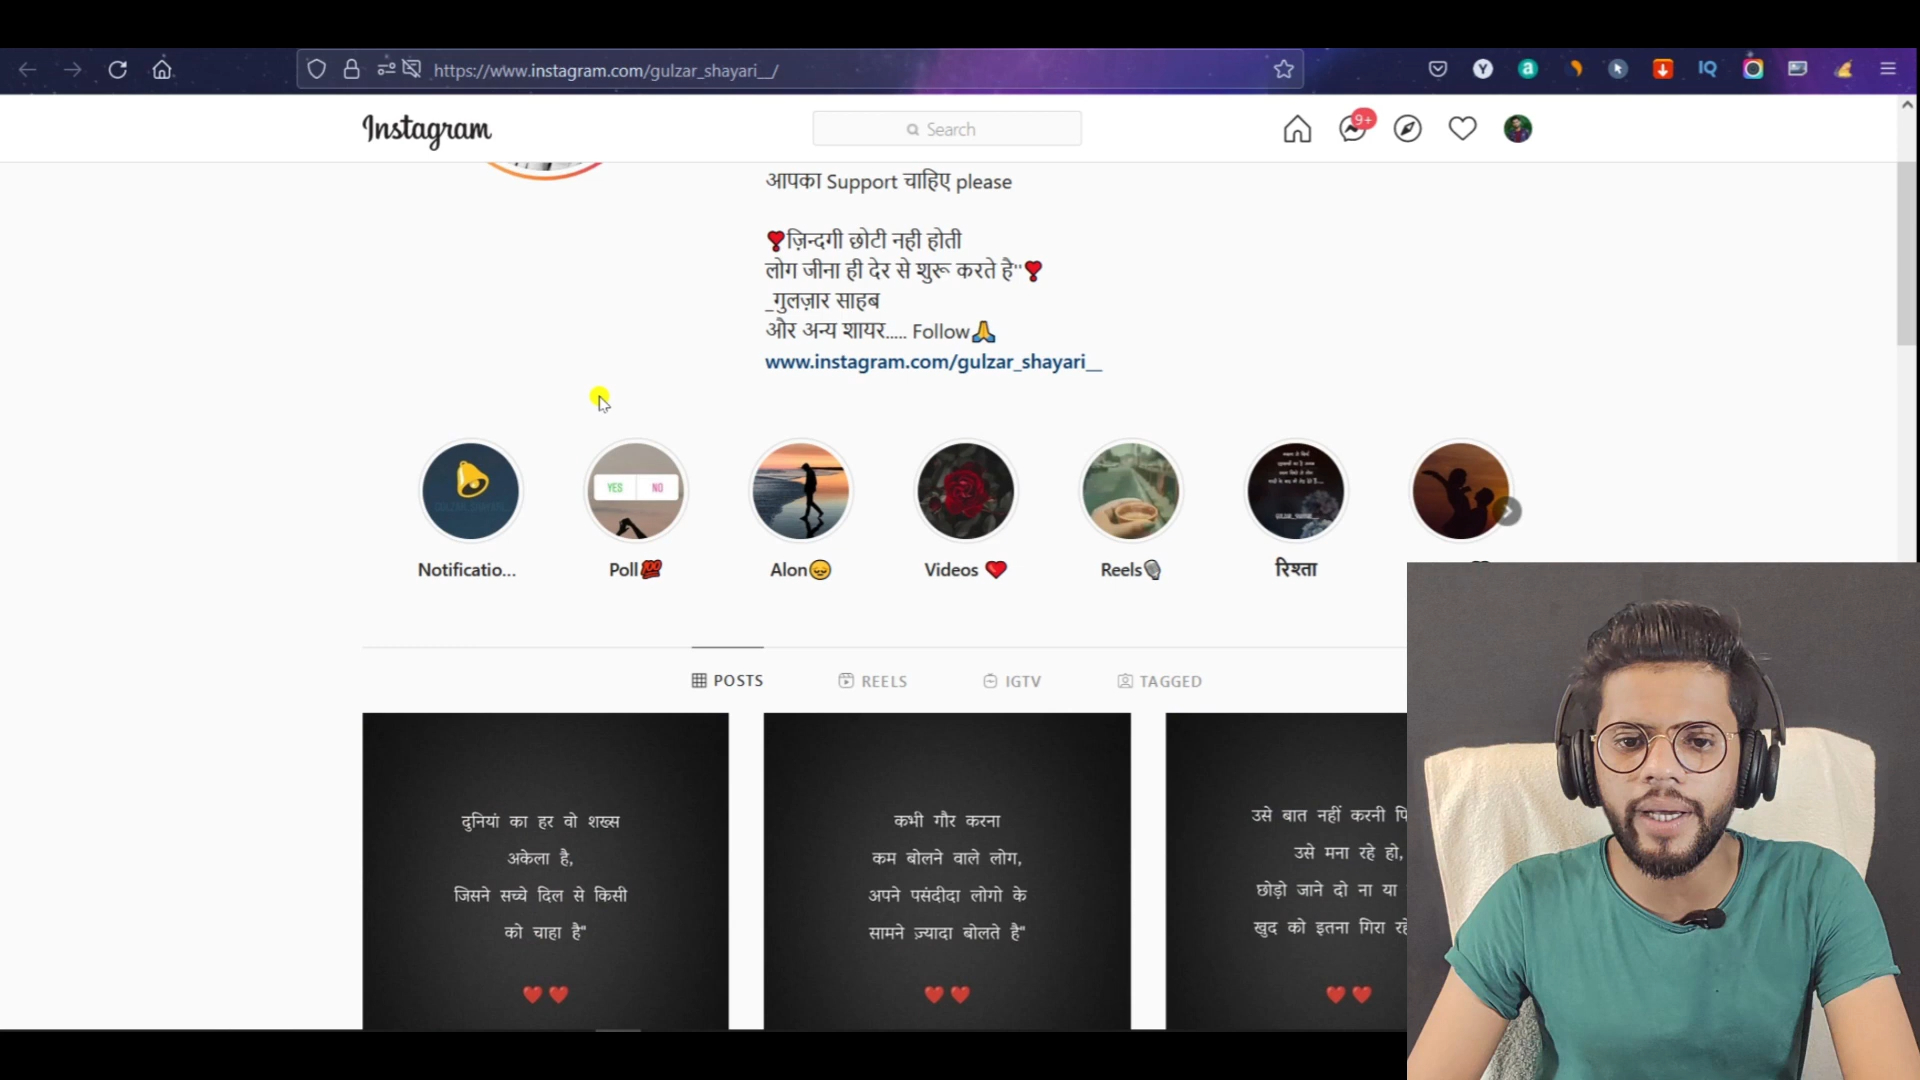 https://www.instagram.com/gulzar_shayari__/
IQ
Instagram
Search
9+
आपका Support चाहिए please
❣ज़िन्दगी छोटी नही होती
लोग जीना ही देर से शुरू करते है"❣
_गुलज़ार साहब
और अन्य शायर..... Follow🙏
www.instagram.com/gulzar_shayari__
YES NO
Notificatio...
Poll💯
Alon😔
Videos ❤
Reels
रिश्ता
POSTS
REELS
IGTV
TAGGED
दुनियां का हर वो शख्स
अकेला है,
जिसने सच्चे दिल से किसी
को चाहा है"
कभी गौर करना
कम बोलने वाले लोग,
अपने पसंदीदा लोगो के
सामने ज़्यादा बोलते है"
उसे बात नहीं करनी
उसे मना रहे हो,
छोड़ो जाने दो ना या
खुद को इतना गिरा